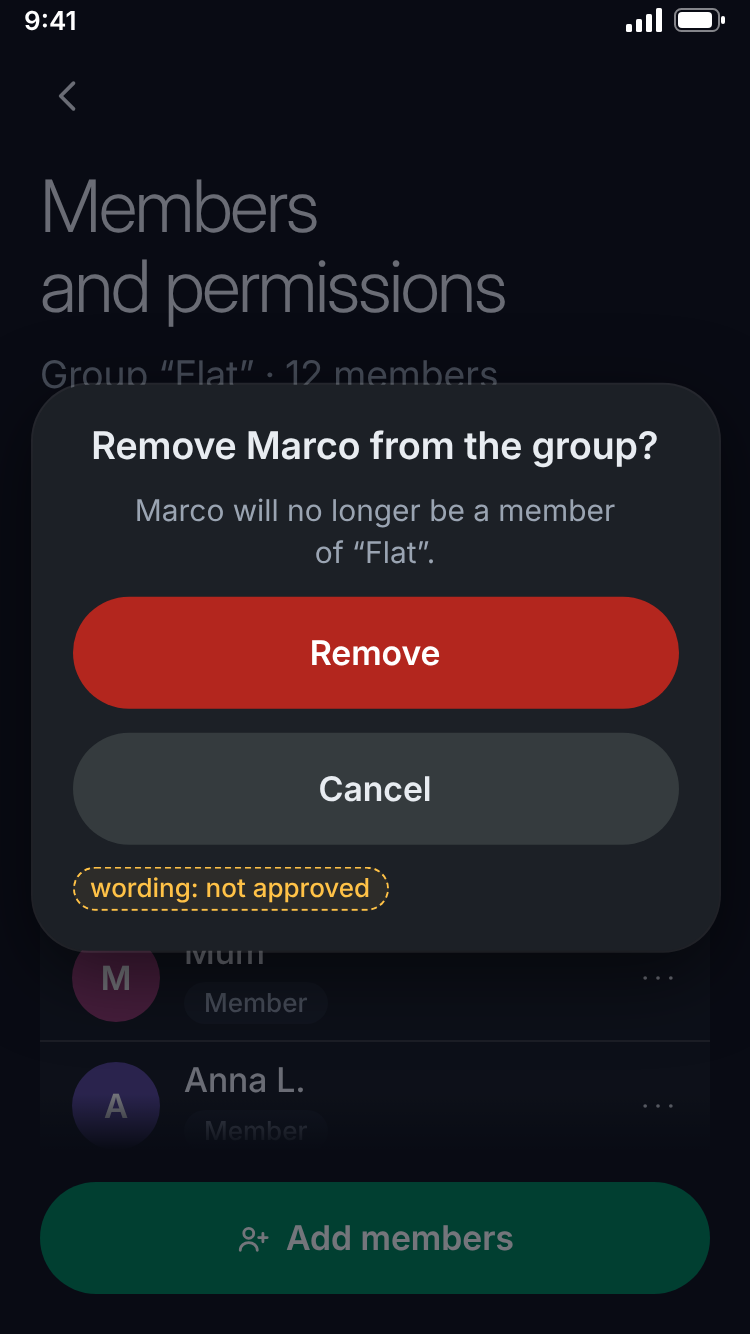 9:41
Members
and permissions
Group “Flat” · 12 members
Remove Marco from the group?
Marco will no longer be a member
of “Flat”.
Remove
Cancel
wording: not approved
M
Mum
Member
...
A
Anna L.
Member
...
Add members